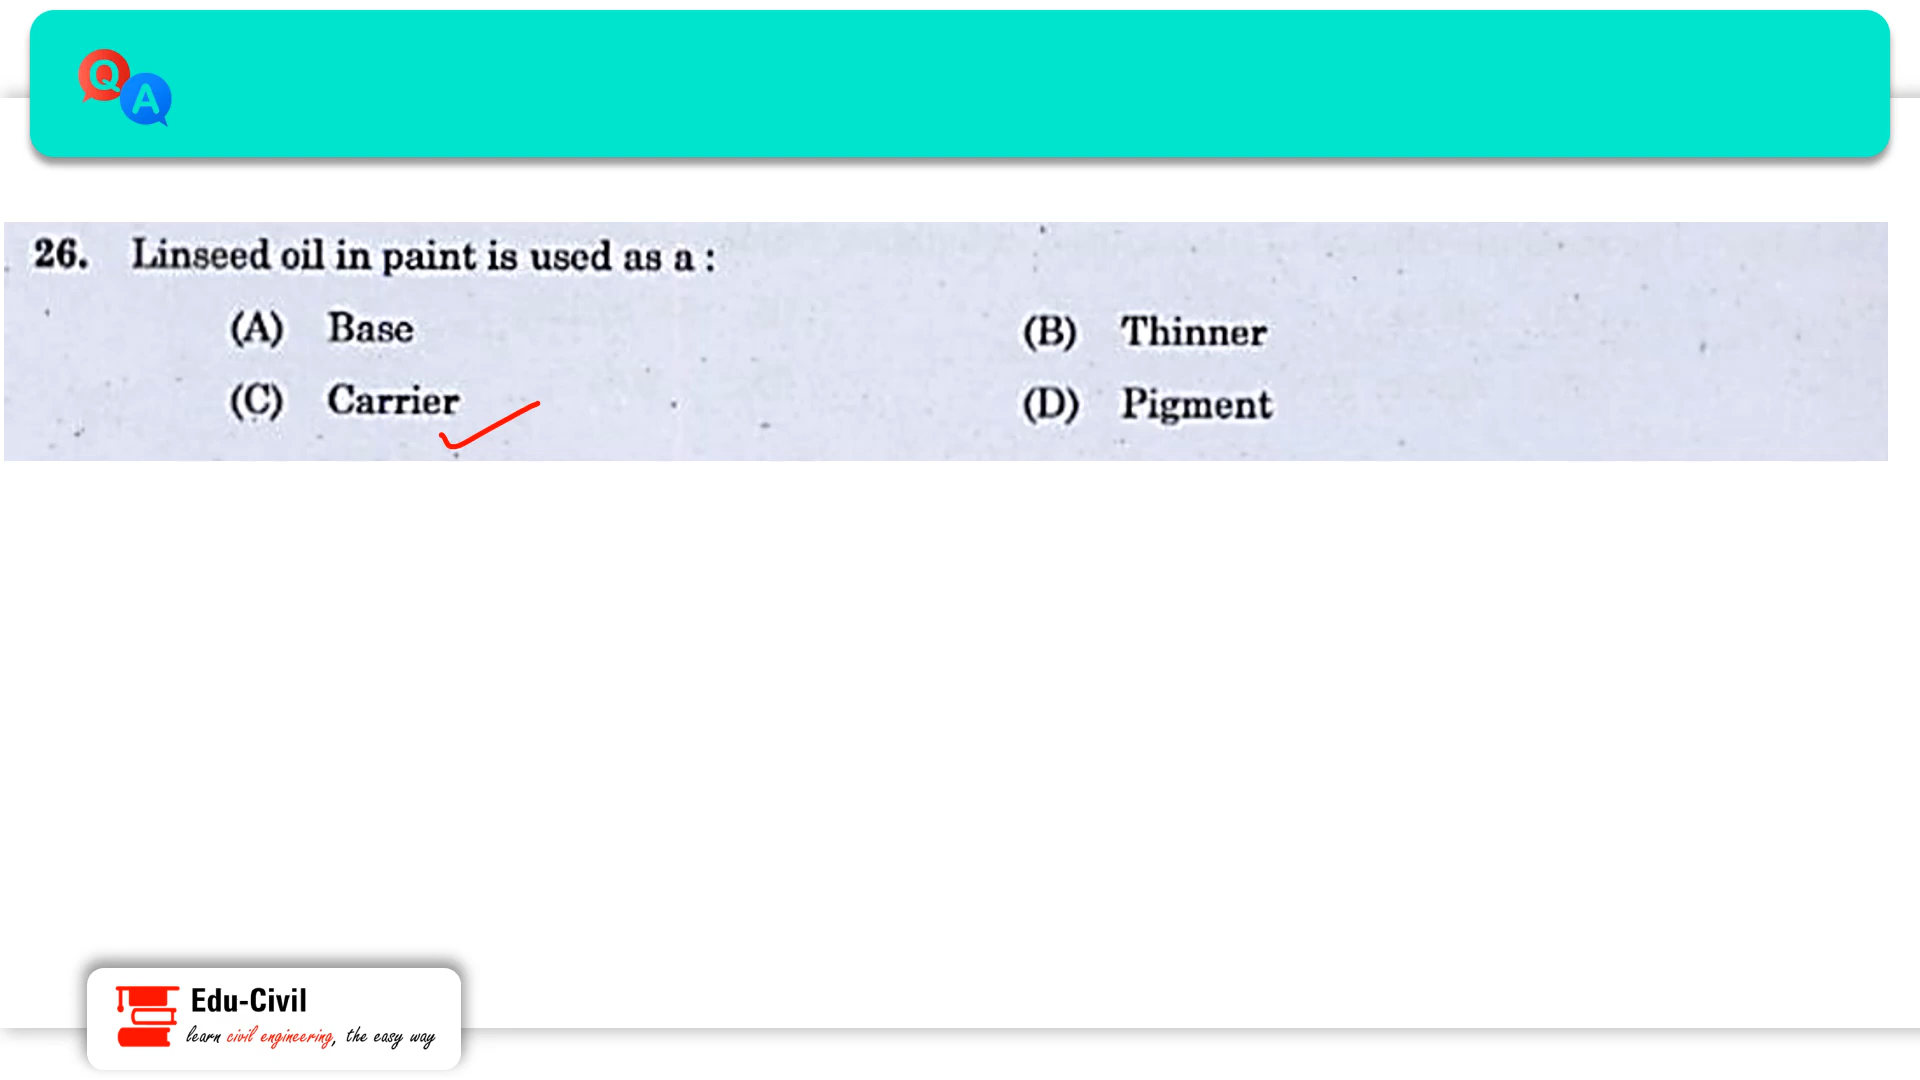 Q
A
26. Linseed oil in paint is used as a :
(A) Base (B) Thinner
(C) Carrier (D) Pigment
Edu-Civil
learn civil engineering, the easy way